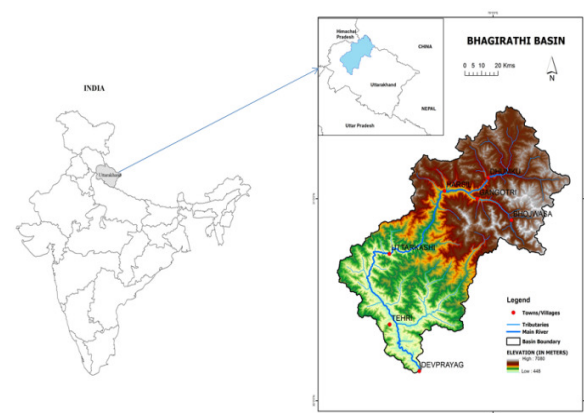 INDIA
Uttarakhand
Himachal
Pradesh
CHINA
Uttarakhand
NEPAL
Uttar Pradesh
BHAGIRATHI BASIN
0 5 10 20 Kms
N
GANGOTRI
BHOJWASA
UTTARKASHI
TEHRI
DEVPRAYAG
Legend
Towns/Villages
Tributaries
Main River
Basin Boundary
ELEVATION (IN METERS)
High : 7080
Low : 448